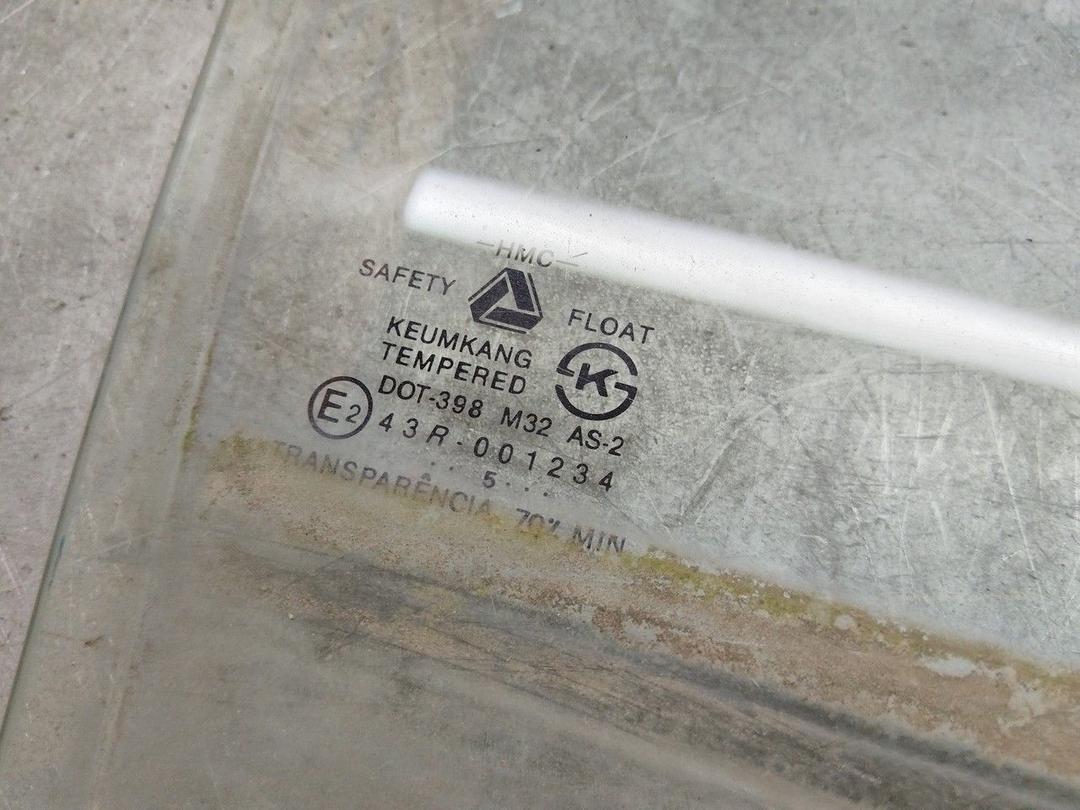 —HMC—
SAFETY FLOAT
KEUMKANG
TEMPERED
K
DOT-398 M32 AS-2
E2 43R-001234
. . 5 . . .
TRANSPARÊNCIA 70% MIN